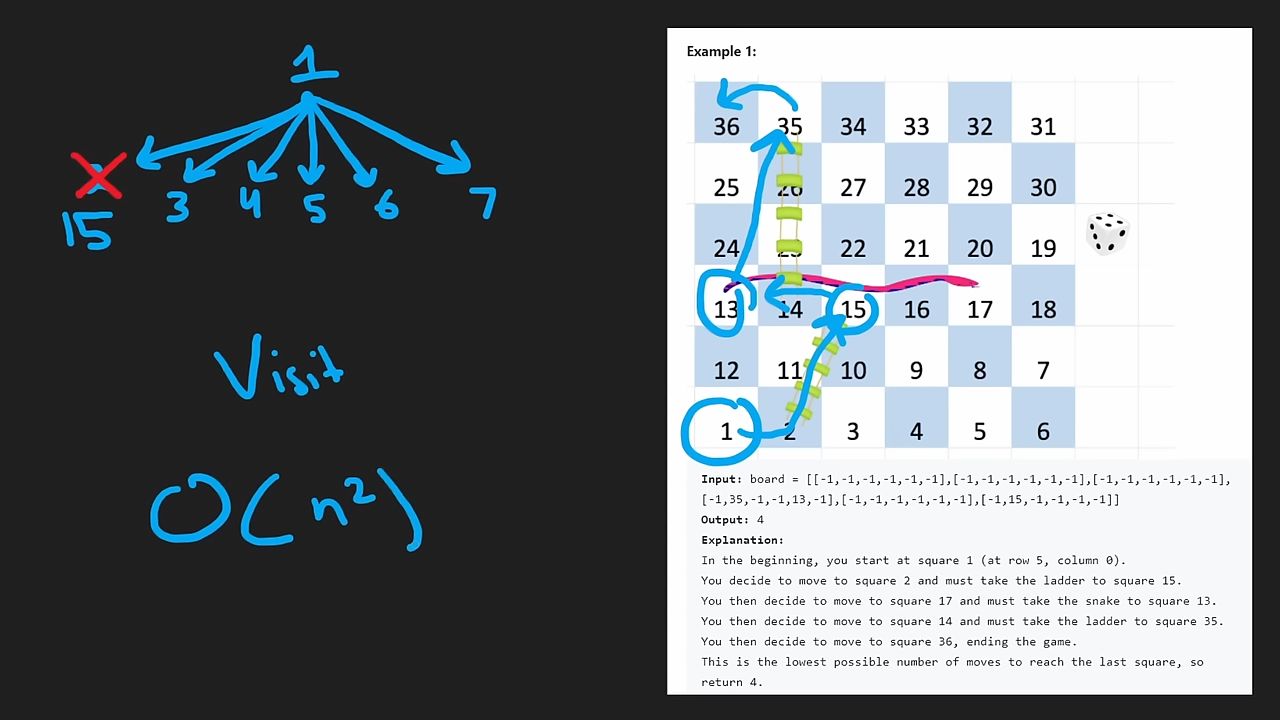 1
3 4 5 6 7
15
Visit
O(n²)
Example 1:
36 35 34 33 32 31
25 26 27 28 29 30
24 23 22 21 20 19
13 14 15 16 17 18
12 11 10 9 8 7
1 2 3 4 5 6
Input: board = [[-1,-1,-1,-1,-1,-1],[-1,-1,-1,-1,-1,-1],[-1,-1,-1,-1,-1,-1],
[-1,35,-1,-1,13,-1],[-1,-1,-1,-1,-1,-1],[-1,15,-1,-1,-1,-1]]
Output: 4
Explanation:
In the beginning, you start at square 1 (at row 5, column 0).
You decide to move to square 2 and must take the ladder to square 15.
You then decide to move to square 17 and must take the snake to square 13.
You then decide to move to square 14 and must take the ladder to square 35.
You then decide to move to square 36, ending the game.
This is the lowest possible number of moves to reach the last square, so
return 4.